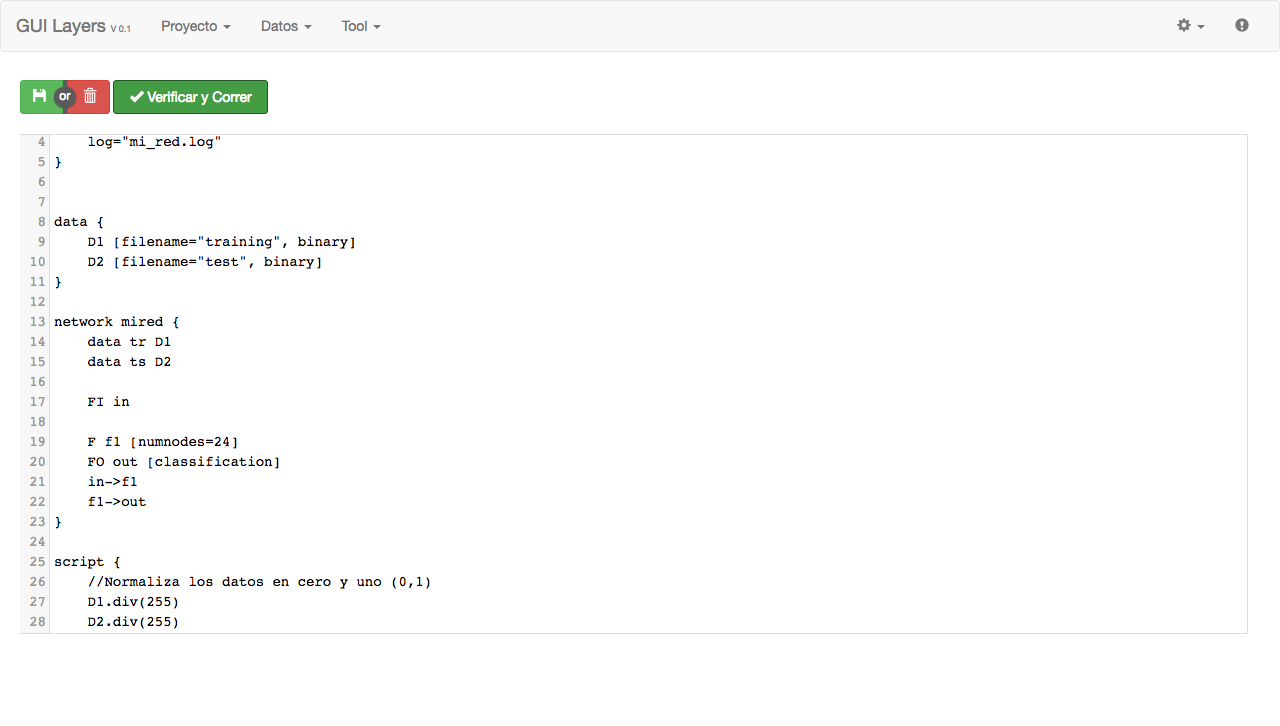 GUI Layers V 0.1 Proyecto Datos Tool
or Verificar y Correr
4 log="mi_red.log"
5 }
6
7
8 data {
9 D1 [filename="training", binary]
10 D2 [filename="test", binary]
11 }
12
13 network mired {
14 data tr D1
15 data ts D2
16
17 FI in
18
19 F f1 [numnodes=24]
20 FO out [classification]
21 in->f1
22 f1->out
23 }
24
25 script {
26 //Normaliza los datos en cero y uno (0,1)
27 D1.div(255)
28 D2.div(255)